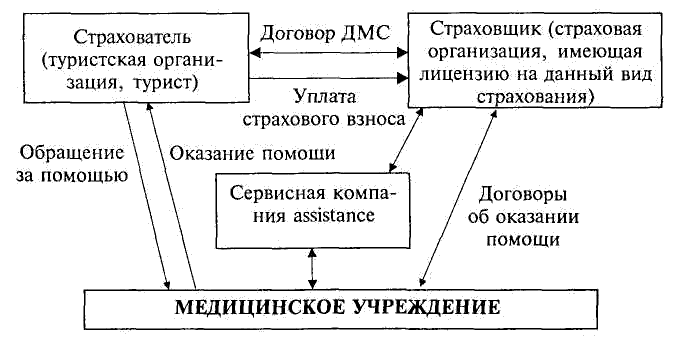 Страхователь
(туристская органи-
зация, турист)
Договор ДМС
Уплата
страхового взноса
Страховщик (страховая
организация, имеющая
лицензию на данный вид
страхования)
Обращение
за помощью
Оказание помощи
Сервисная компа-
ния assistance
Договоры
об оказании
помощи
МЕДИЦИНСКОЕ УЧРЕЖДЕНИЕ